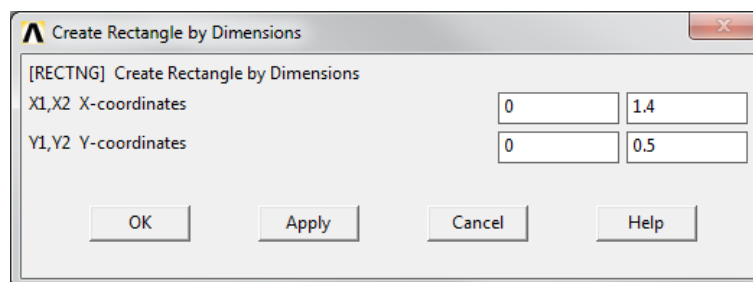 Create Rectangle by Dimensions
[RECTNG] Create Rectangle by Dimensions
X1,X2 X-coordinates 0 1.4
Y1,Y2 Y-coordinates 0 0.5
OK Apply Cancel Help